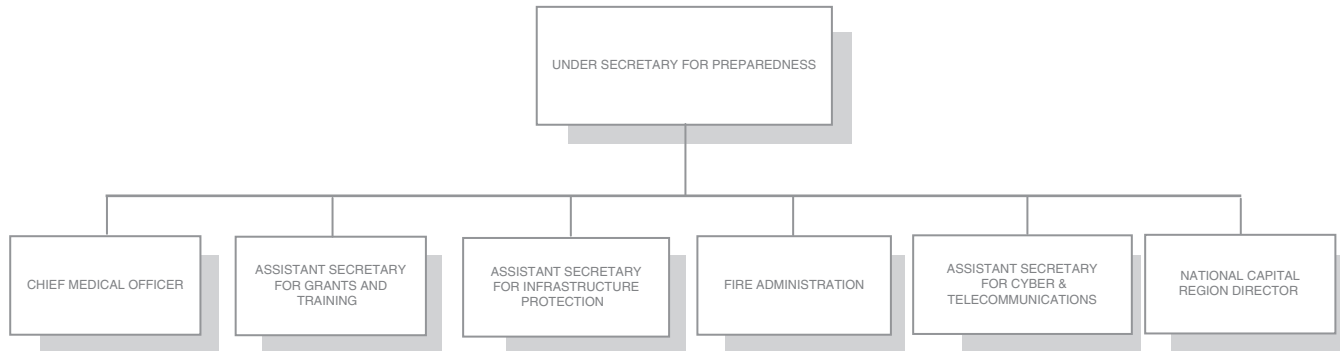 UNDER SECRETARY FOR PREPAREDNESS
CHIEF MEDICAL OFFICER
ASSISTANT SECRETARY
FOR GRANTS AND
TRAINING
ASSISTANT SECRETARY
FOR INFRASTRUCTURE
PROTECTION
FIRE ADMINISTRATION
ASSISTANT SECRETARY
FOR CYBER &
TELECOMMUNICATIONS
NATIONAL CAPITAL
REGION DIRECTOR